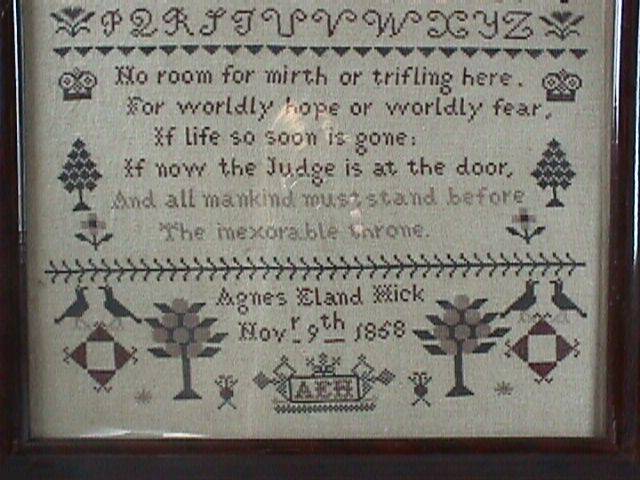 P Q R S T U V W X Y Z
No room for mirth or trifling here.
For worldly hope or worldly fear,
If life so soon is gone:
If now the Judge is at the door,
And all mankind must stand before
The inexorable throne.
Agnes Eland Hick
Novr 9th 1868
AEH